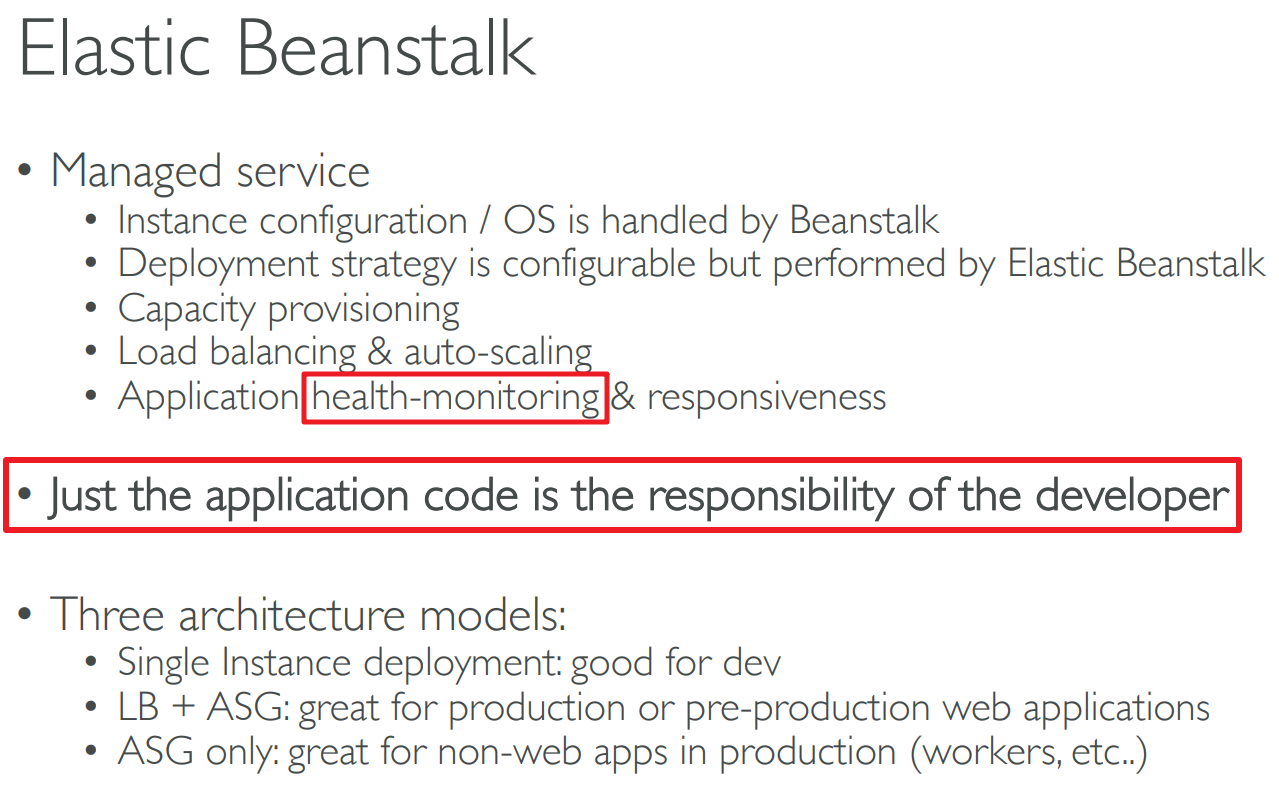 Elastic Beanstalk
• Managed service
• Instance configuration / OS is handled by Beanstalk
• Deployment strategy is configurable but performed by Elastic Beanstalk
• Capacity provisioning
• Load balancing & auto-scaling
• Application health-monitoring & responsiveness
• Just the application code is the responsibility of the developer
• Three architecture models:
• Single Instance deployment: good for dev
• LB + ASG: great for production or pre-production web applications
• ASG only: great for non-web apps in production (workers, etc..)